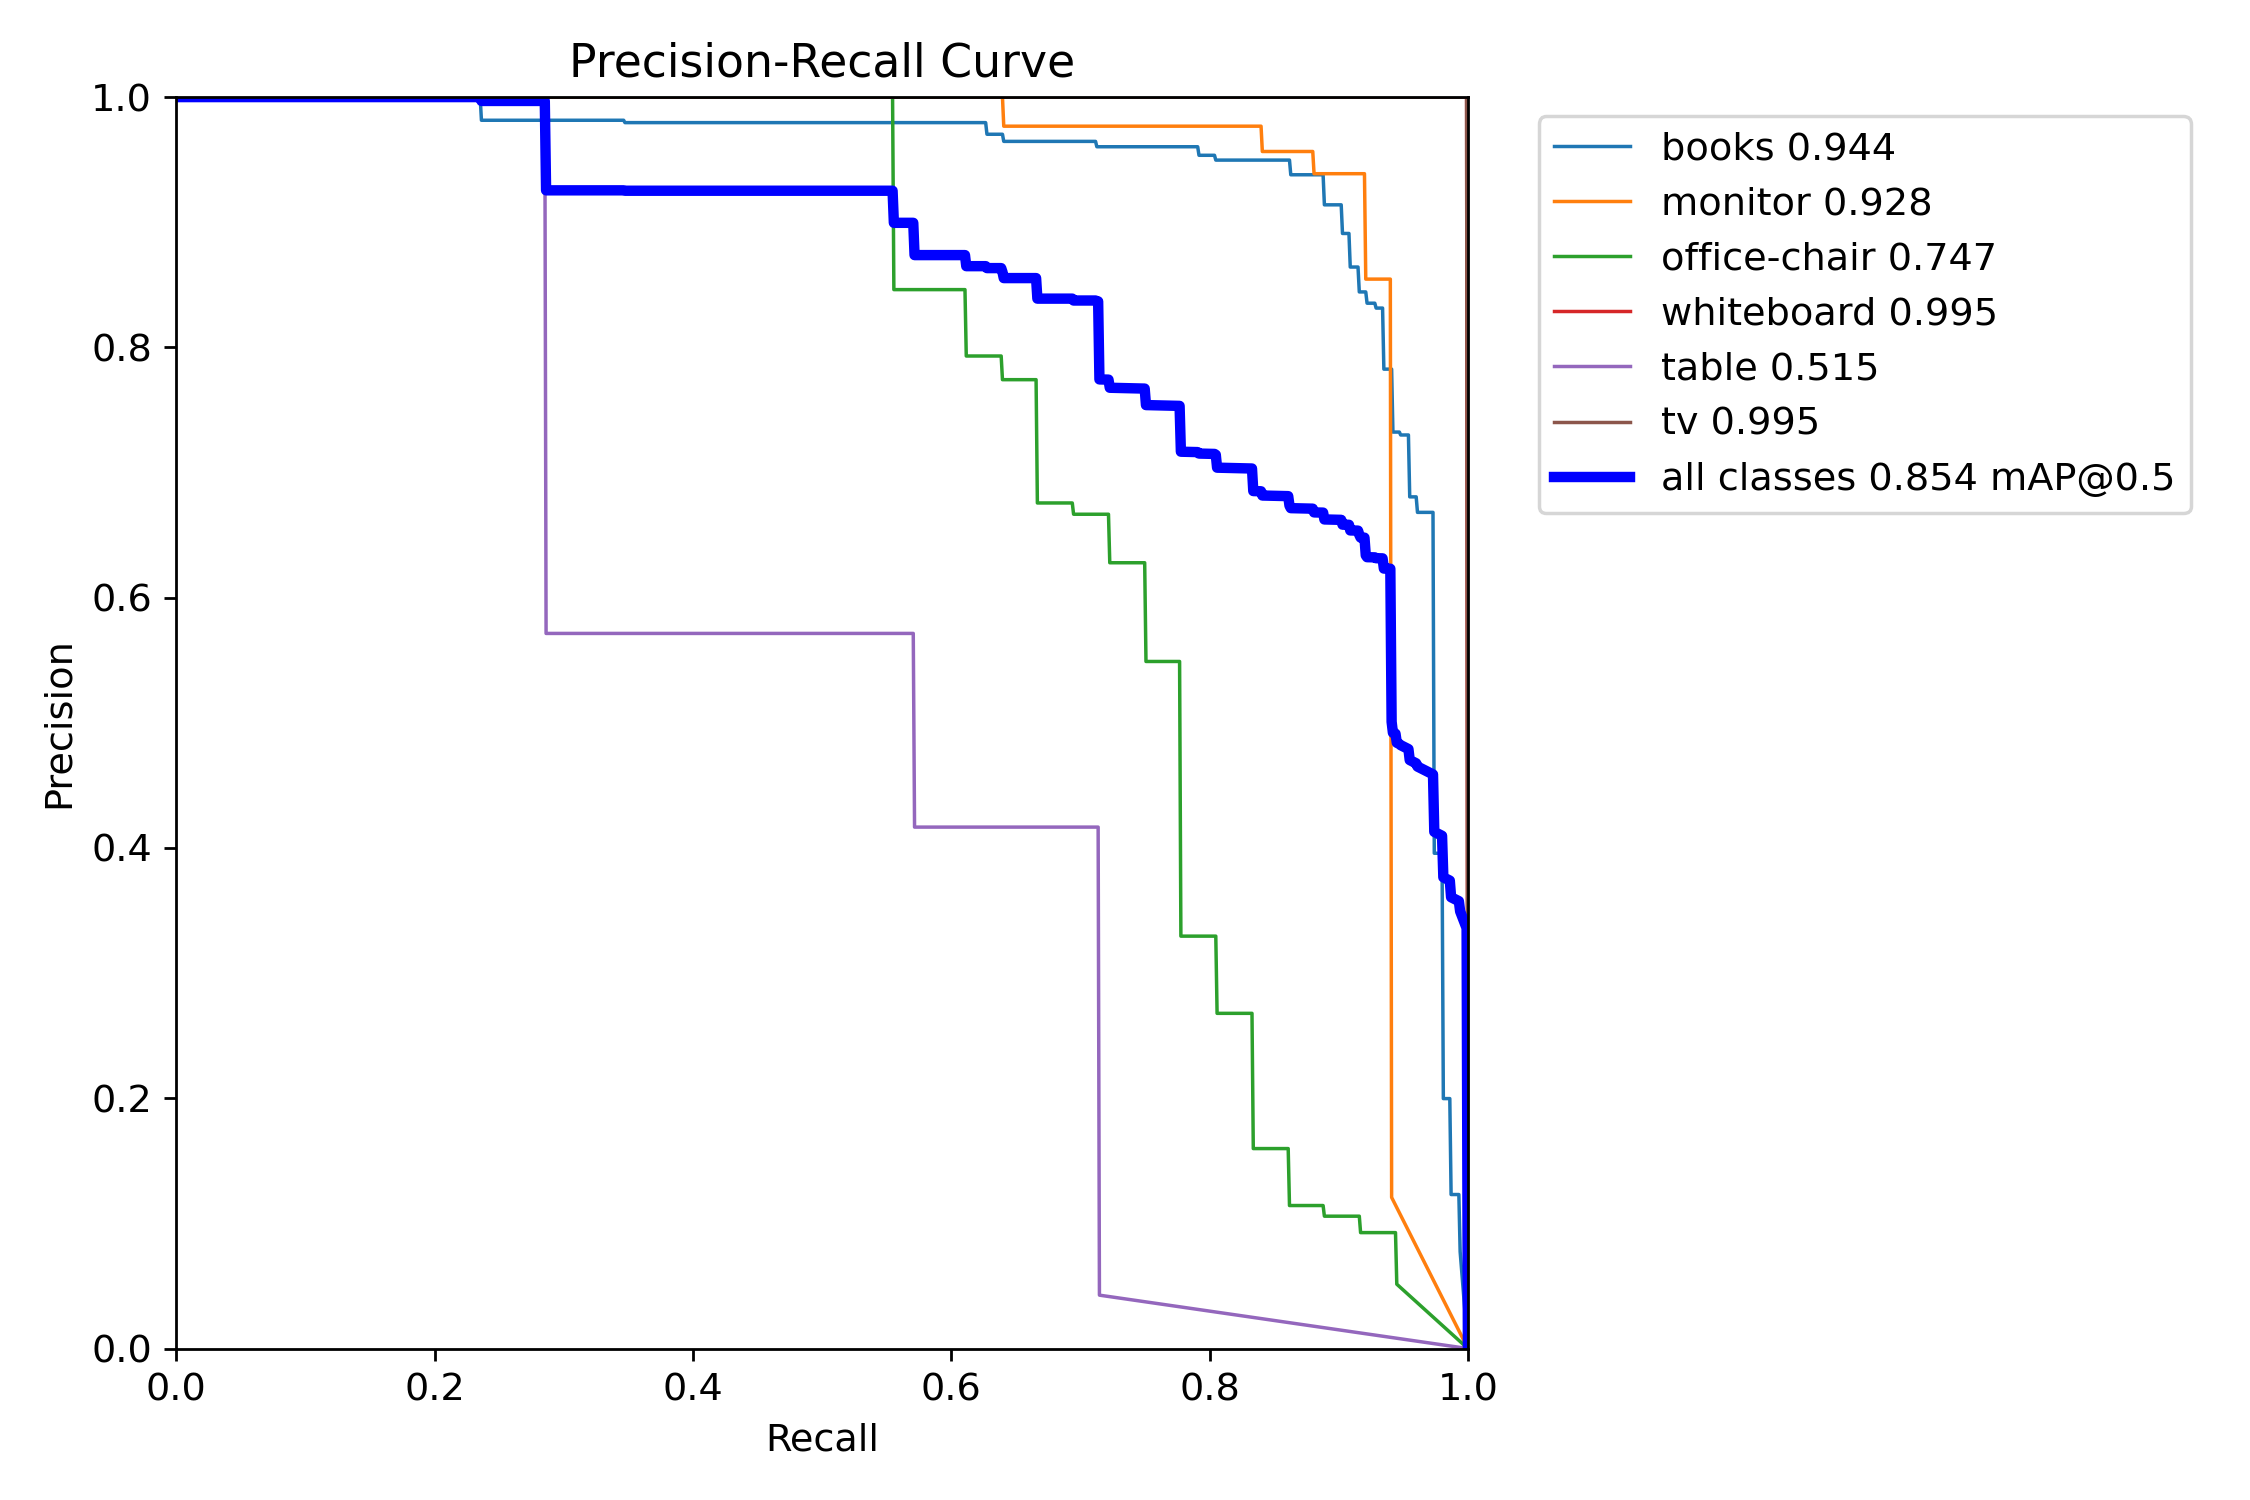 Precision-Recall Curve
1.0
0.8
0.6
0.4
0.2
0.0
Precision
0.0 0.2 0.4 0.6 0.8 1.0
Recall
books 0.944
monitor 0.928
office-chair 0.747
whiteboard 0.995
table 0.515
tv 0.995
all classes 0.854 mAP@0.5